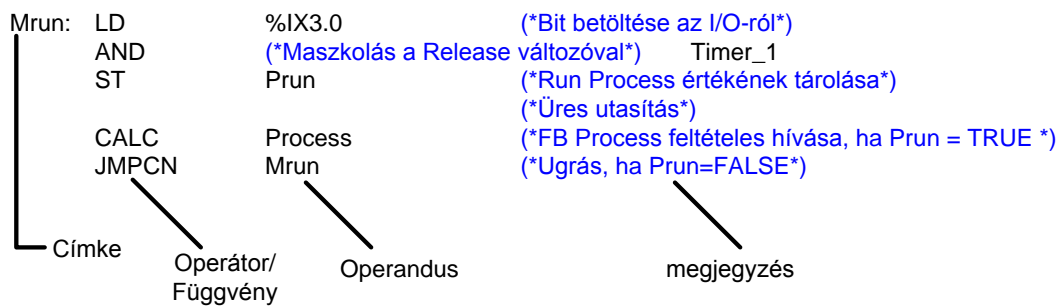 Mrun: LD %IX3.0 (*Bit betöltése az I/O-ról*)
AND (*Maszkolás a Release változóval*) Timer_1
ST Prun (*Run Process értékének tárolása*)
(*Üres utasítás*)
CALC Process (*FB Process feltételes hívása, ha Prun = TRUE *)
JMPCN Mrun (*Ugrás, ha Prun=FALSE*)
Címke
Operátor/
Függvény
Operandus
megjegyzés